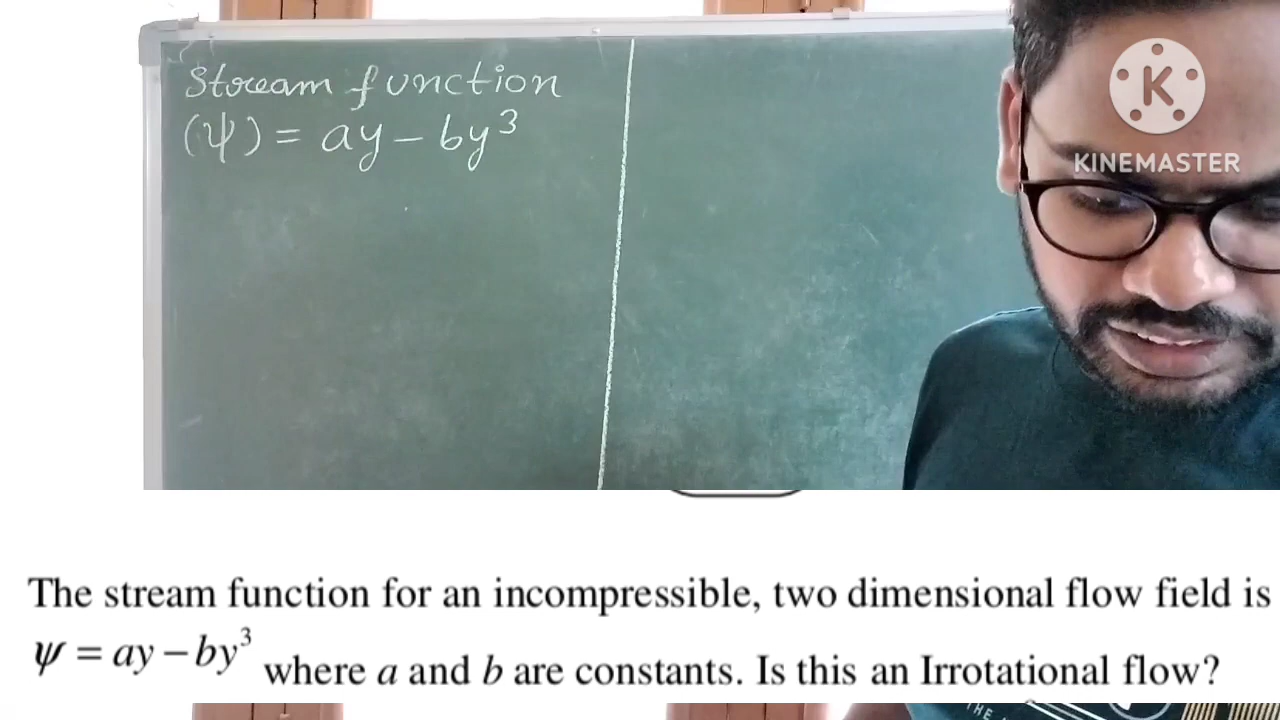 Stream function
(ψ) = ay − by³
KINEMASTER
The stream function for an incompressible, two dimensional flow field is
ψ = ay − by³ where a and b are constants. Is this an Irrotational flow?
THE